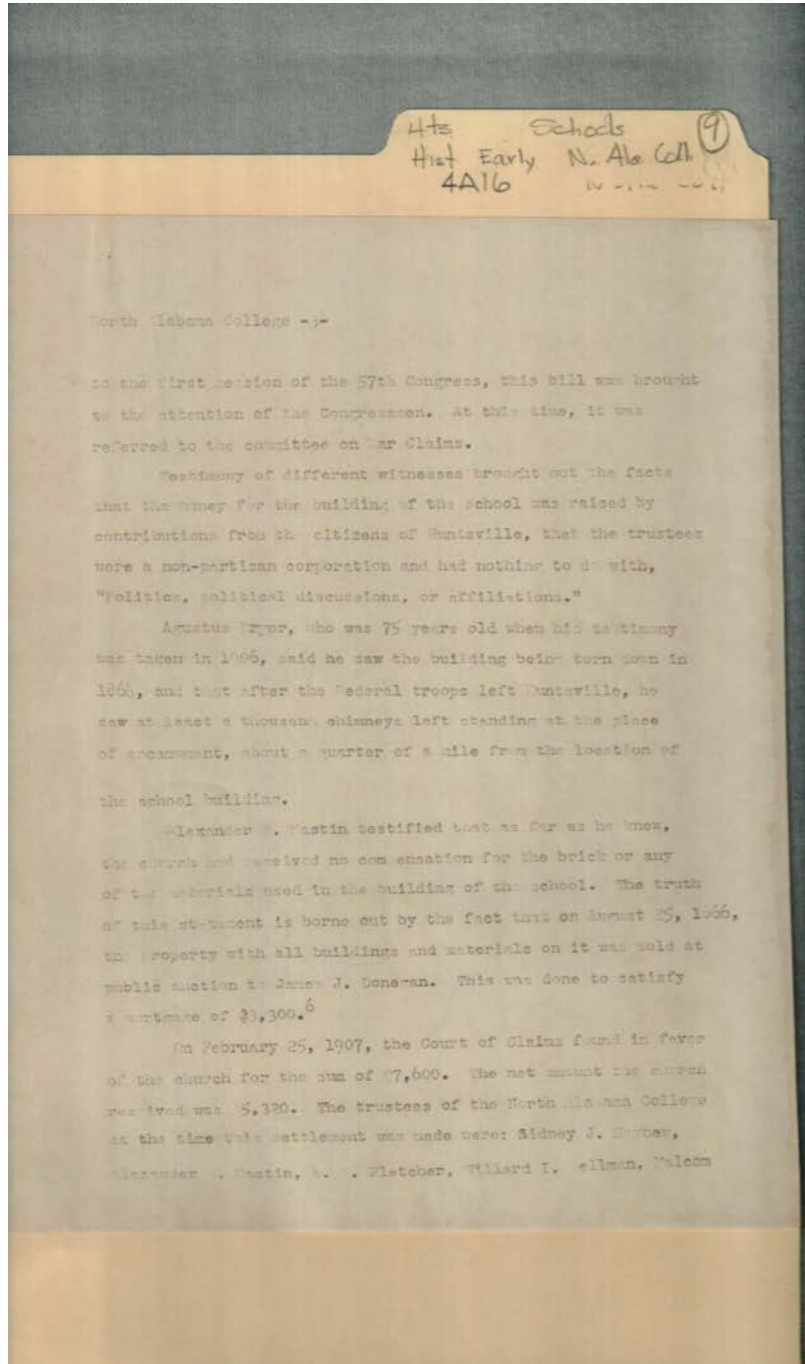 Hts Schools 9
Hist Early N. Ala Coll
4A16
North Alabama College -3-
to the first session of the 57th Congress, this bill was brought
to the attention of the Congressmen. At this time, it was
referred to the committee on War Claims.
Testimony of different witnesses brought out the facts
that the money for the building of the school was raised by
contributions from the citizens of Huntsville, that the trustees
were a non-partisan corporation and had nothing to do with,
"Politics, political discussions, or affiliations."
Agustus Pryor, who was 75 years old when his testimony
was taken in 1906, said he saw the building being torn down in
and that after the Federal troops left Huntsville, he
saw at least a thousand chimneys left standing at the place
of encampment, about a quarter of a mile from the location of
the school building.
Alexander Mastin testified that as far as he knew,
the church had received no compensation for the brick or any
of the materials used in the building of the school. The truth
of this statement is borne out by the fact that on August 25, 1866,
the property with all buildings and materials on it was sold at
public auction to James J. Donegan. This was done to satisfy
a mortgage of $3,300.6
On February 25, 1907, the Court of Claims found in favor
of the church for the sum of $7,600. The net amount the church
received was 5,320. The trustees of the North Alabama College
at the time this settlement was made were: Sidney J. Mayhew,
Alexander Mastin, Fletcher, Willard I. Wellman, Malcom